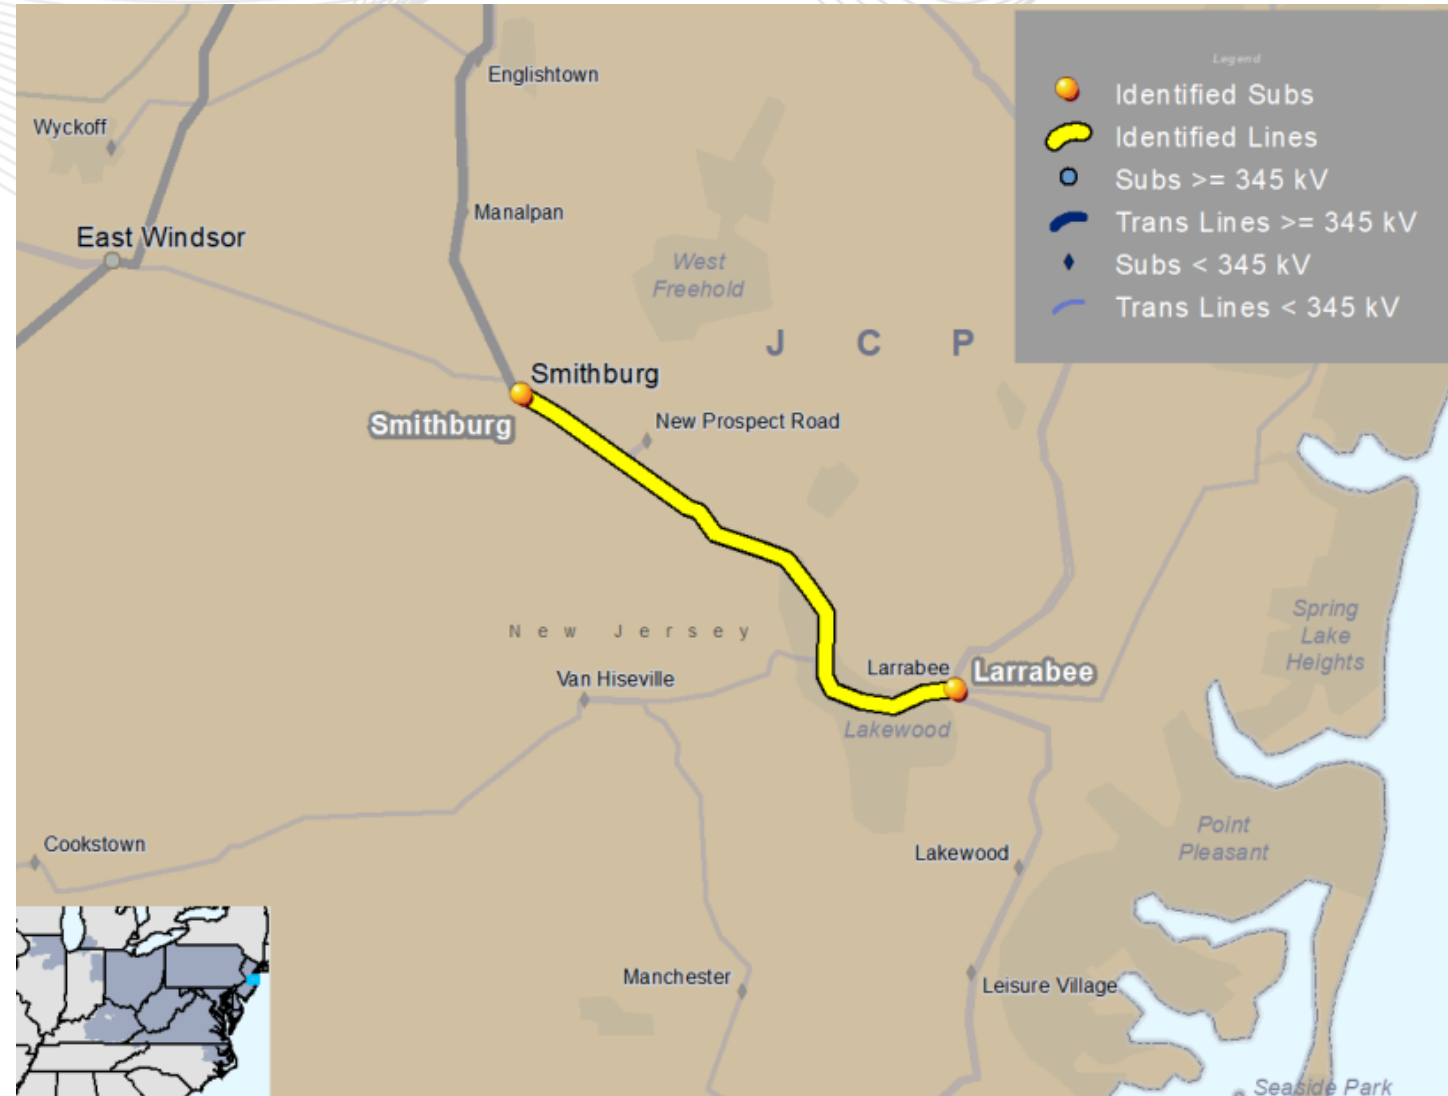 Legend
Identified Subs
Identified Lines
Subs >= 345 kV
Trans Lines >= 345 kV
Subs < 345 kV
Trans Lines < 345 kV
Englishtown
Wyckoff
Manalpan
East Windsor
West
Freehold
J C P
Smithburg
Smithburg
New Prospect Road
New Jersey
Spring
Lake
Heights
Larrabee
Larrabee
Van Hiseville
Lakewood
Point
Pleasant
Cookstown
Lakewood
Manchester
Leisure Village
Seaside Park